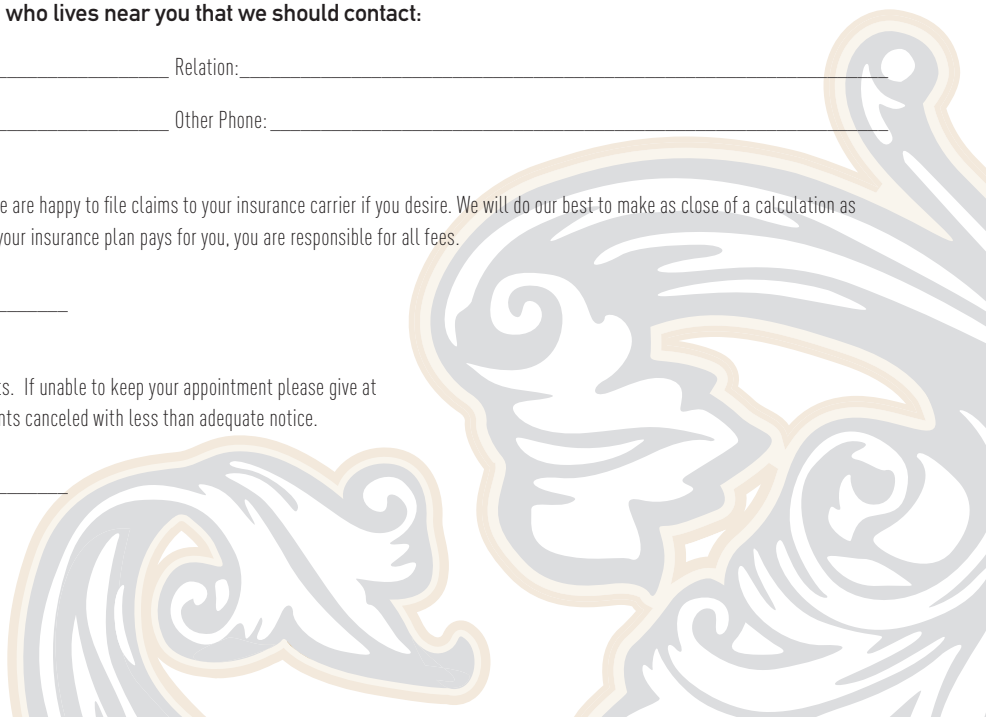 who lives near you that we should contact:
Relation:
Other Phone:
e are happy to file claims to your insurance carrier if you desire. We will do our best to make as close of a calculation as
your insurance plan pays for you, you are responsible for all fees.
ts. If unable to keep your appointment please give at
nts canceled with less than adequate notice.